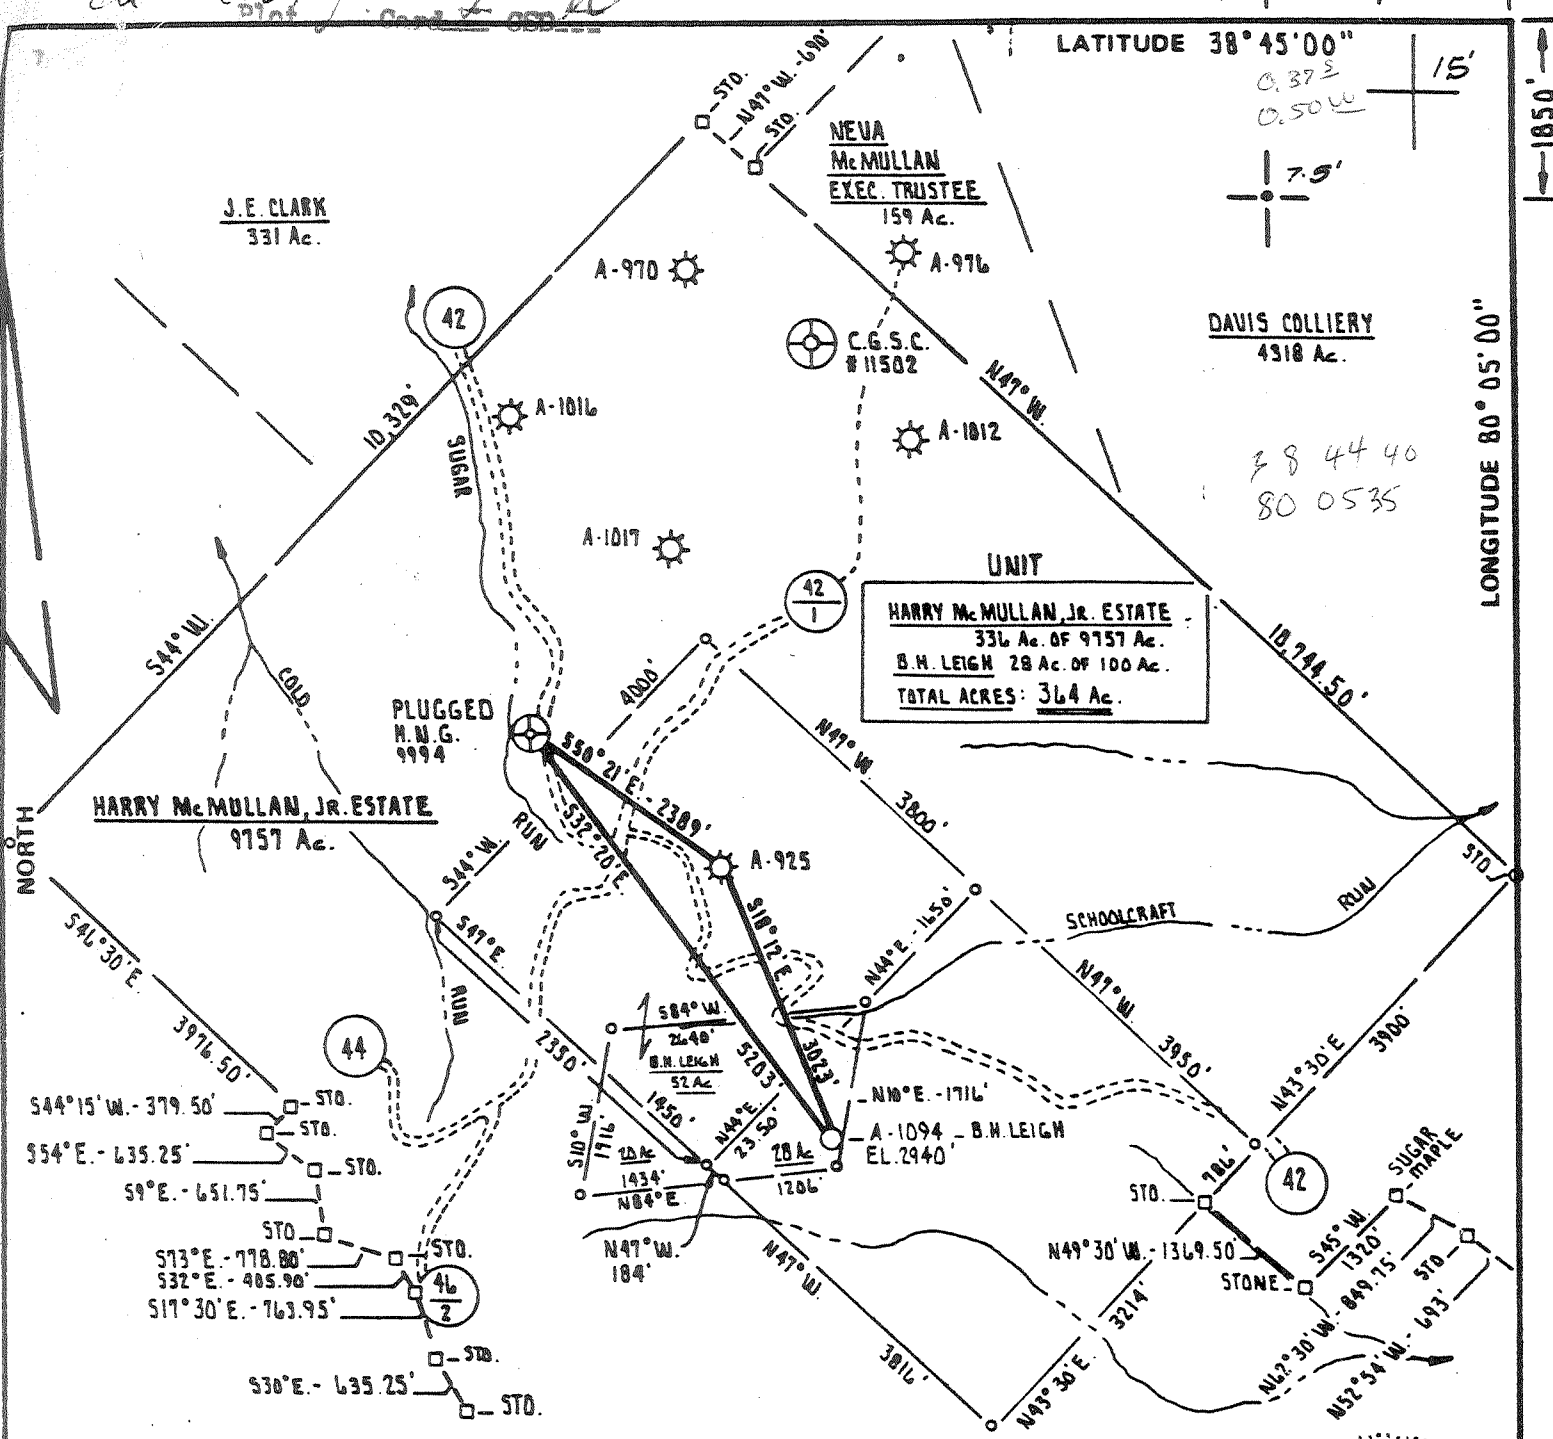 Plat
LATITUDE 38°45'00"
15'
0.37 S
0.50 W
7.5'
1850'
STO.
N47°W.-690'
STO.
NEVA
McMULLAN
EXEC. TRUSTEE
159 Ac.
J.E. CLARK
331 Ac.
A-970
A-976
42
C.G.S.C.
#11502
DAVIS COLLIERY
4318 Ac.
LONGITUDE 80°05'00"
N47°W.
10,329'
A-1016
A-1012
SUGAR
38 44 40
80 05 35
A-1017
UNIT
42
1
HARRY McMULLAN, JR. ESTATE
336 Ac. OF 9757 Ac.
B.H. LEIGH 28 Ac. OF 100 Ac.
TOTAL ACRES: 364 Ac.
18,744.50'
S44°W.
COLD
4000'
PLUGGED
H.N.G.
9994
N47°W.
3800'
S50°21'E.-2389'
S32°20'E
HARRY McMULLAN, JR. ESTATE
9757 Ac.
NORTH
RUN
A-925
S44°W.
STO.
S46°30'E.
3976.50'
S47°E.
S18°12'E.
N44°E.-1650'
SCHOOLCRAFT
RUN
N47°W.
3950'
3900'
N43°30'E
RUN
S84°W.
2640'
B.H. LEIGH
52 Ac
5203'
3023'
2350'
1450'
44
N10°E.-1716'
S10°W.
1716'
N44°E.
23.50'
A-1094 - B.H. LEIGH
EL. 2940'
20 Ac
1434'
N84°E
28 Ac
1206'
S44°15'W.-379.50'
STO.
STO.
S54°E.-635.25'
STO.
S9°E.-651.75'
STO
S73°E.-778.80'
STO.
S32°E.-405.90'
S17°30'E.-763.95'
46
2
STO.
S30°E.-635.25'
STO.
N47°W.
184'
N47°W.
3816'
786'
42
STO.
SUGAR
MAPLE
N49°30'W.-1369.50'
STONE
S45°W.
1320'
STO
N62°30'W.-849.75'
N52°54'W.-693'
3214'
N43°30'E.